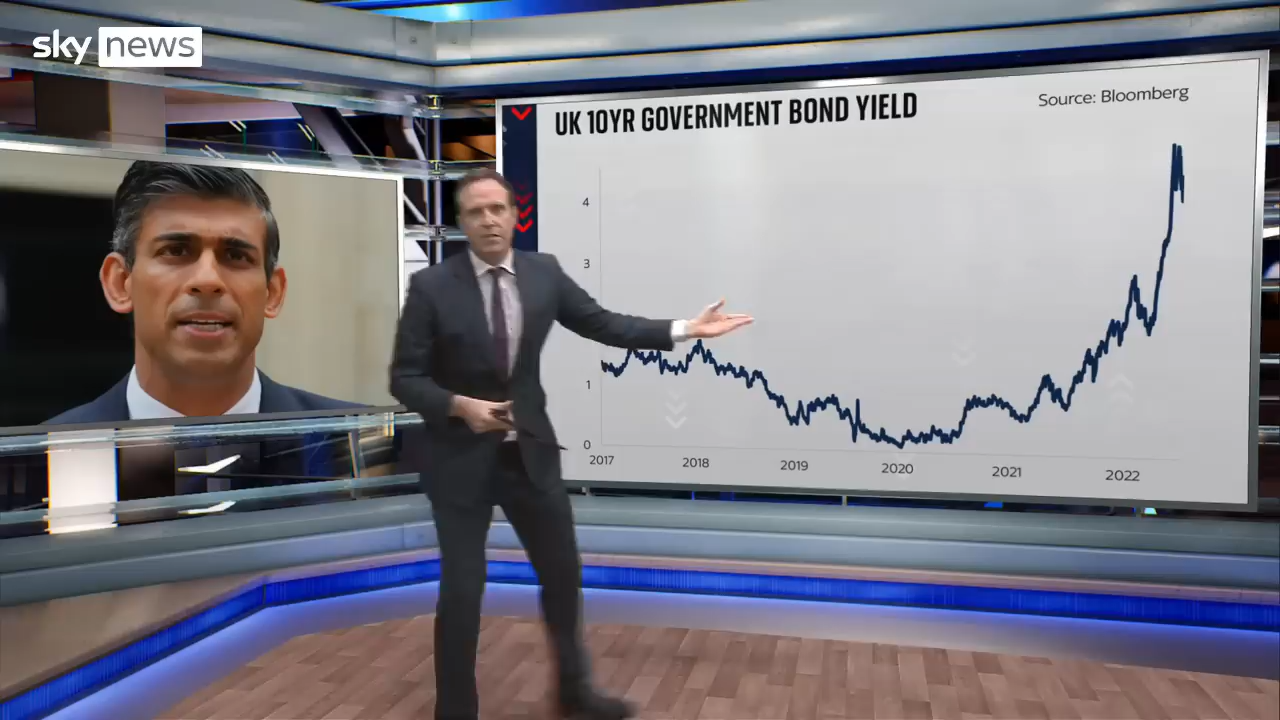 sky news
UK 10YR GOVERNMENT BOND YIELD
Source: Bloomberg
4
3
1
0
2017 2018 2019 2020 2021 2022